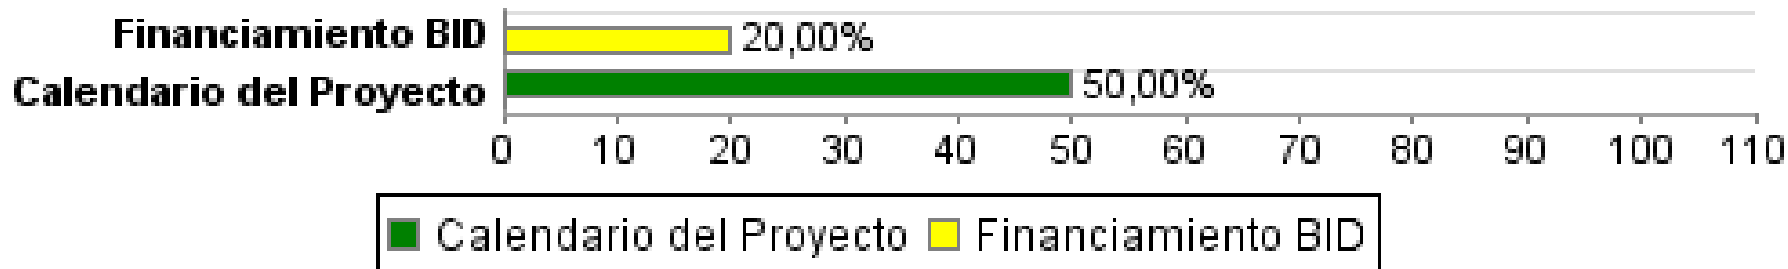 Financiamiento BID 20,00%
Calendario del Proyecto 50,00%
0 10 20 30 40 50 60 70 80 90 100 110
Calendario del Proyecto Financiamiento BID